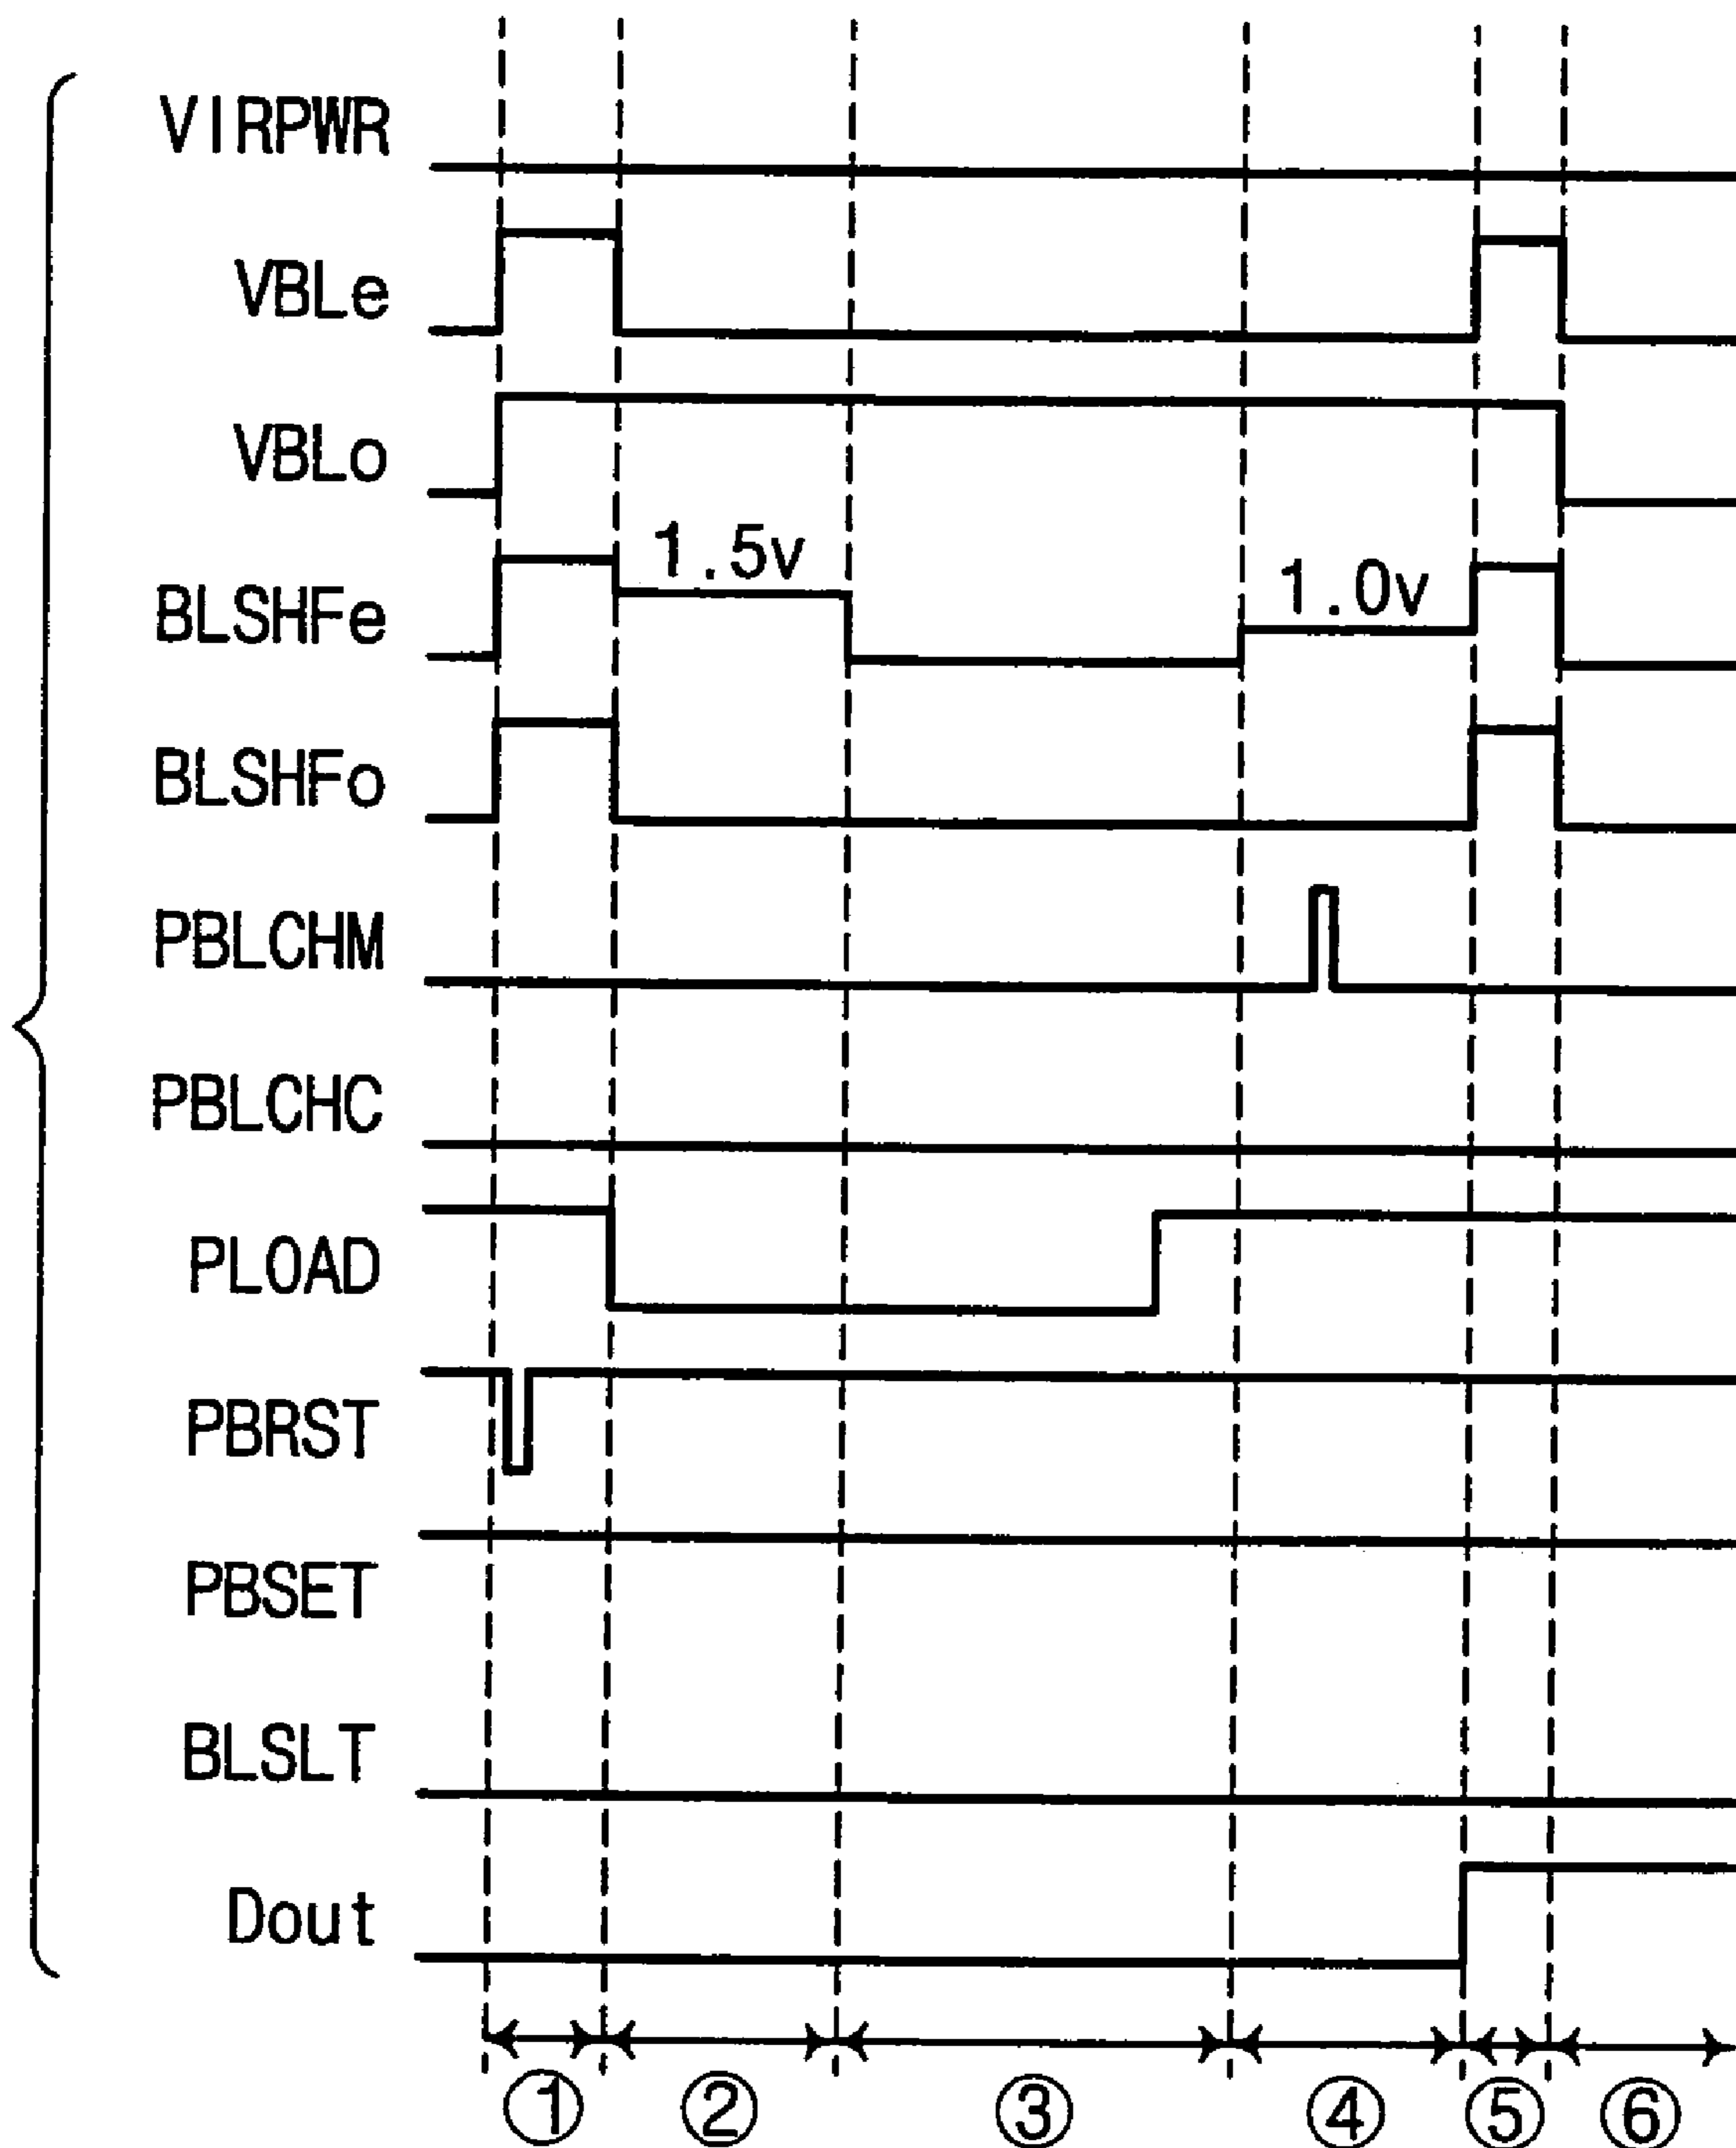 VIRPWR
VBLe
VBLo
1.5v
1.0v
BLSHFe
BLSHFo
PBLCHM
PBLCHC
PLOAD
PBRST
PBSET
BLSLT
Dout
① ② ③ ④ ⑤ ⑥